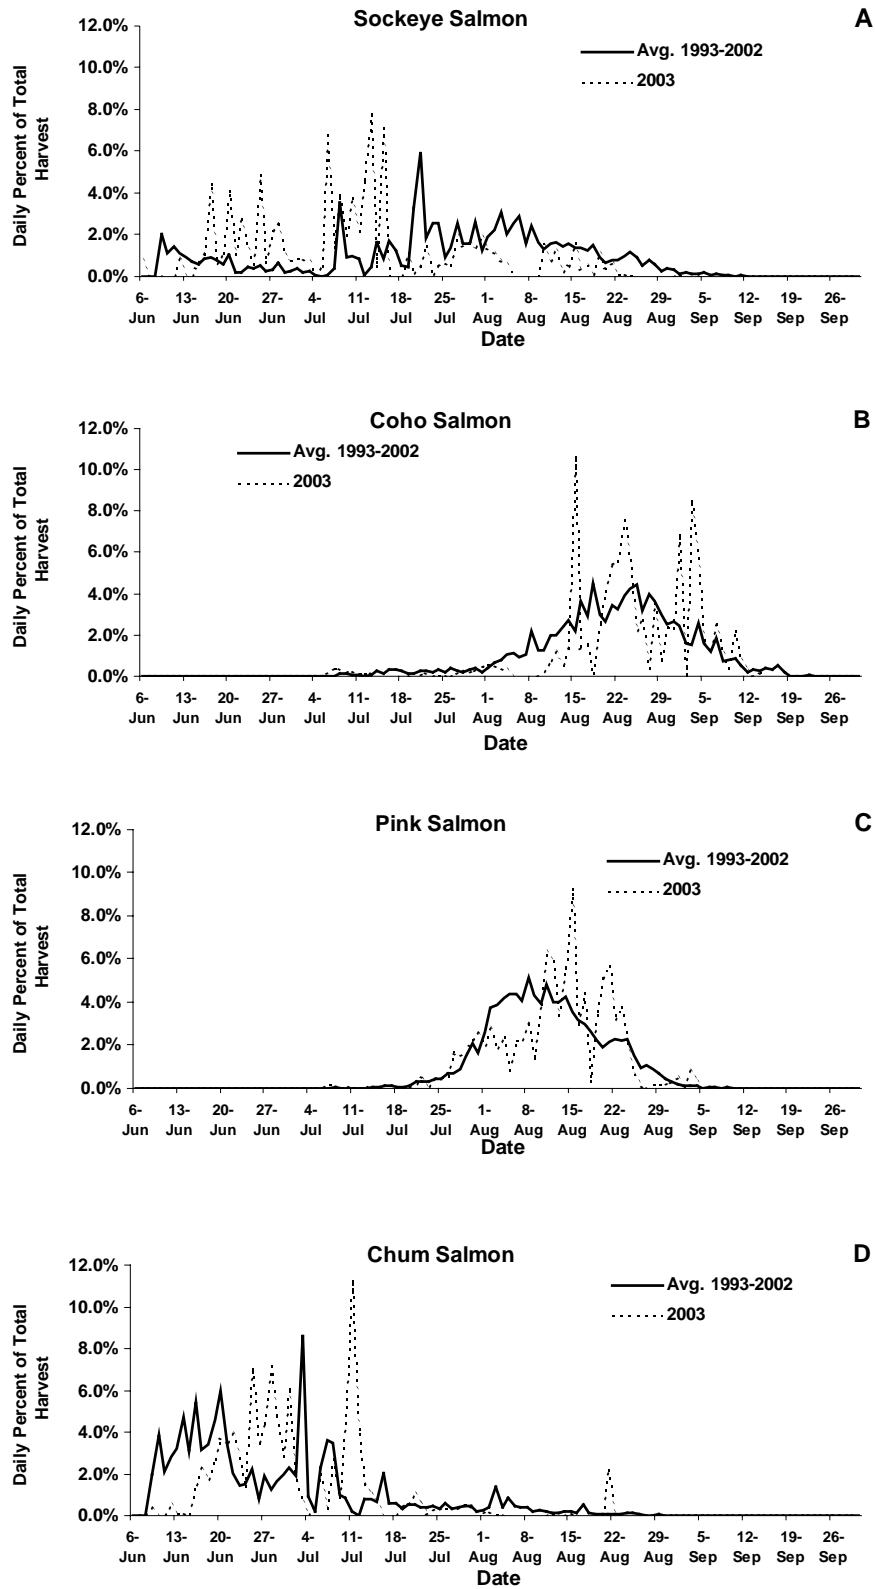 Sockeye Salmon
A
12.0%
10.0%
8.0%
6.0%
4.0%
2.0%
0.0%
Daily Percent of Total
Harvest
Avg. 1993-2002
2003
6- 13- 20- 27- 4- 11- 18- 25- 1- 8- 15- 22- 29- 5- 12- 19- 26-
Jun Jun Jun Jun Jul Jul Jul Jul Aug Aug Aug Aug Aug Sep Sep Sep Sep
Date
Coho Salmon
B
12.0%
10.0%
8.0%
6.0%
4.0%
2.0%
0.0%
Daily Percent of Total
Harvest
Avg. 1993-2002
2003
6- 13- 20- 27- 4- 11- 18- 25- 1- 8- 15- 22- 29- 5- 12- 19- 26-
Jun Jun Jun Jun Jul Jul Jul Jul Aug Aug Aug Aug Aug Sep Sep Sep Sep
Date
Pink Salmon
C
12.0%
10.0%
8.0%
6.0%
4.0%
2.0%
0.0%
Daily Percent of Total
Harvest
Avg. 1993-2002
2003
6- 13- 20- 27- 4- 11- 18- 25- 1- 8- 15- 22- 29- 5- 12- 19- 26-
Jun Jun Jun Jun Jul Jul Jul Jul Aug Aug Aug Aug Aug Sep Sep Sep Sep
Date
Chum Salmon
D
12.0%
10.0%
8.0%
6.0%
4.0%
2.0%
0.0%
Daily Percent of Total
Harvest
Avg. 1993-2002
2003
6- 13- 20- 27- 4- 11- 18- 25- 1- 8- 15- 22- 29- 5- 12- 19- 26-
Jun Jun Jun Jun Jul Jul Jul Jul Aug Aug Aug Aug Aug Sep Sep Sep Sep
Date